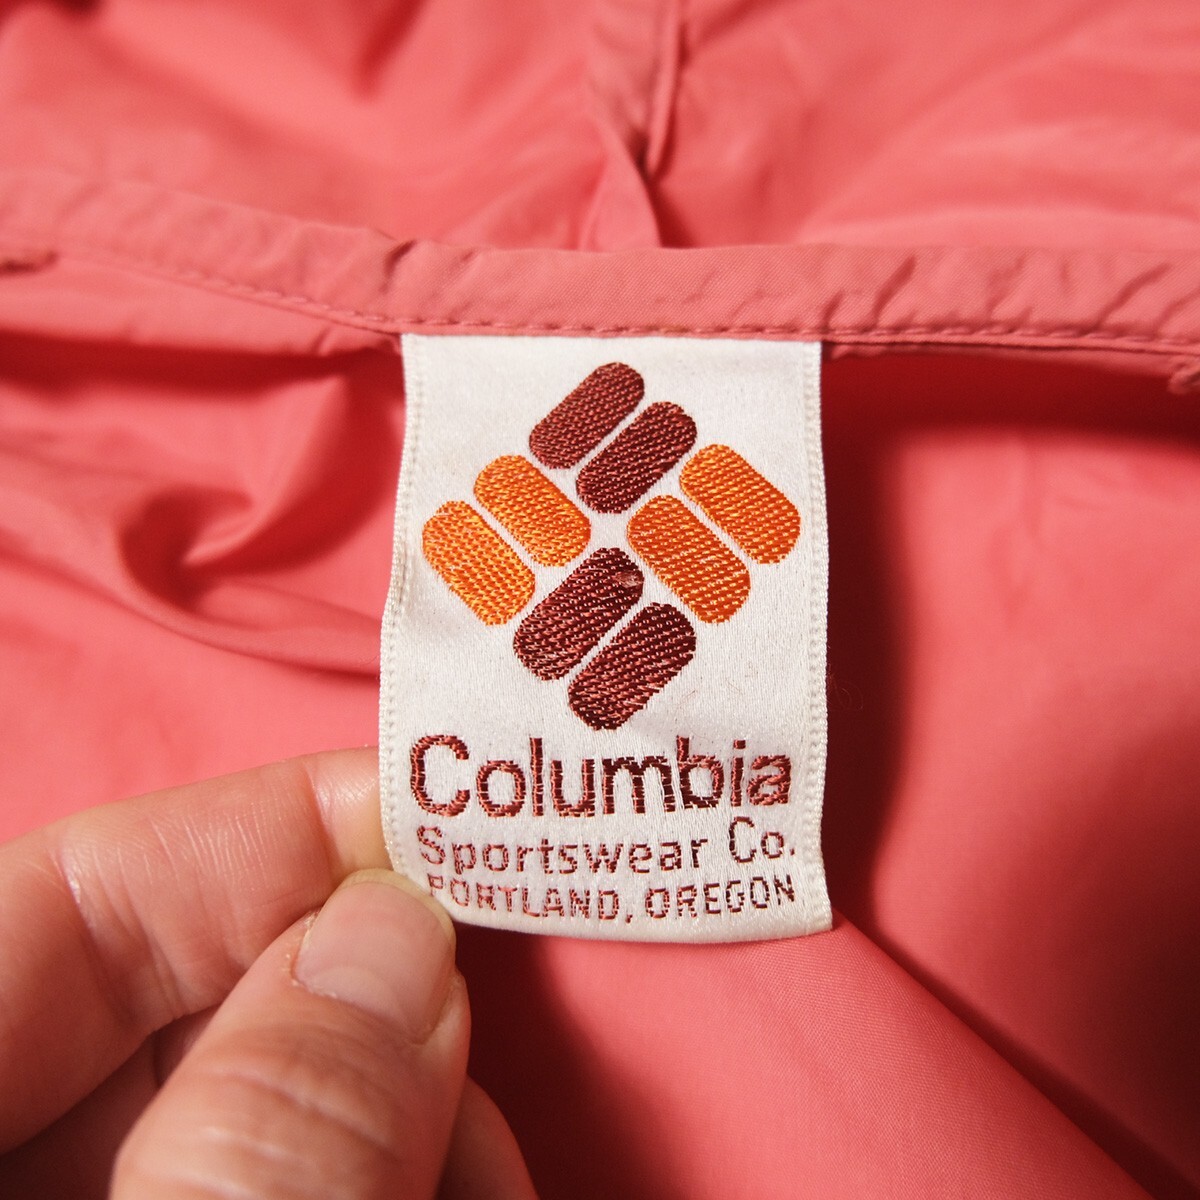 Columbia
Sportswear Co.
PORTLAND, OREGON